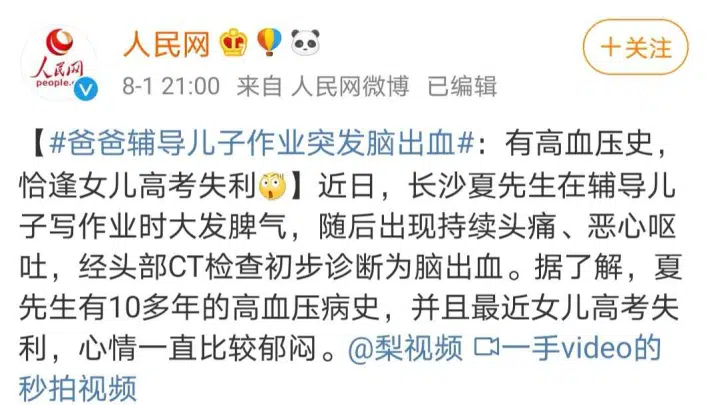 人民网
+关注
人民网
people.c
8-1 21:00 来自 人民网微博 已编辑
【#爸爸辅导儿子作业突发脑出血#：有高血压史，
恰逢女儿高考失利😲】近日，长沙夏先生在辅导儿
子写作业时大发脾气，随后出现持续头痛、恶心呕
吐，经头部CT检查初步诊断为脑出血。据了解，夏
先生有10多年的高血压病史，并且最近女儿高考失
利，心情一直比较郁闷。@梨视频 一手video的
秒拍视频